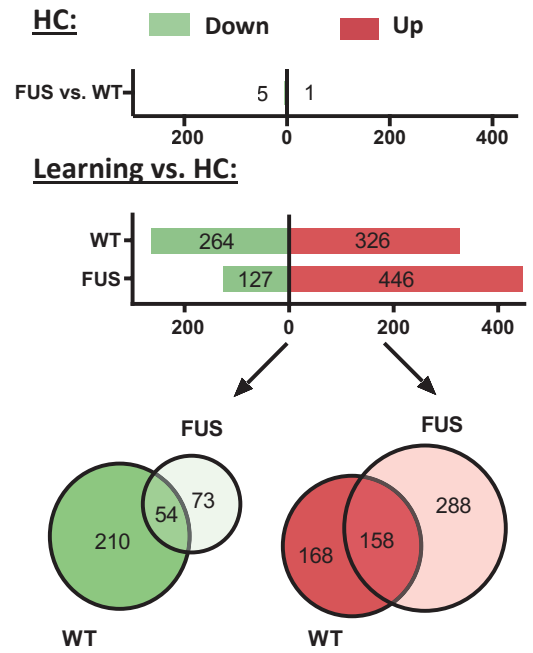 HC:
Down Up
FUS vs. WT 5 1
200 0 200 400
Learning vs. HC:
WT 264 326
FUS 127 446
200 0 200 400
FUS FUS
210 54 73 168 158 288
WT WT